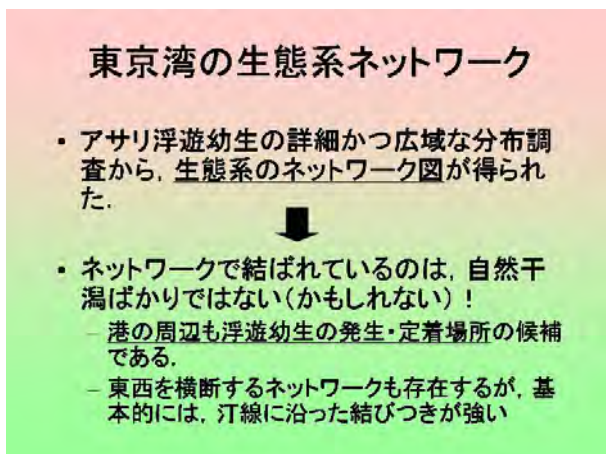 東京湾の生態系ネットワーク
• アサリ浮遊幼生の詳細かつ広域な分布調
査から，生態系のネットワーク図が得られ
た．
• ネットワークで結ばれているのは，自然干
潟ばかりではない（かもしれない）！
– 港の周辺も浮遊幼生の発生・定着場所の候補
である．
– 東西を横断するネットワークも存在するが，基
本的には，汀線に沿った結びつきが強い